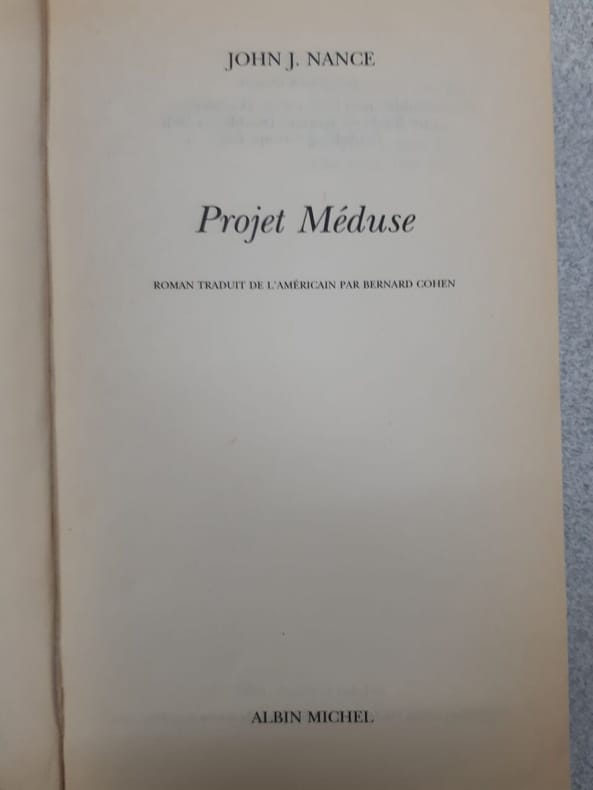 JOHN J. NANCE
Projet Méduse
ROMAN TRADUIT DE L'AMÉRICAIN PAR BERNARD COHEN
ALBIN MICHEL